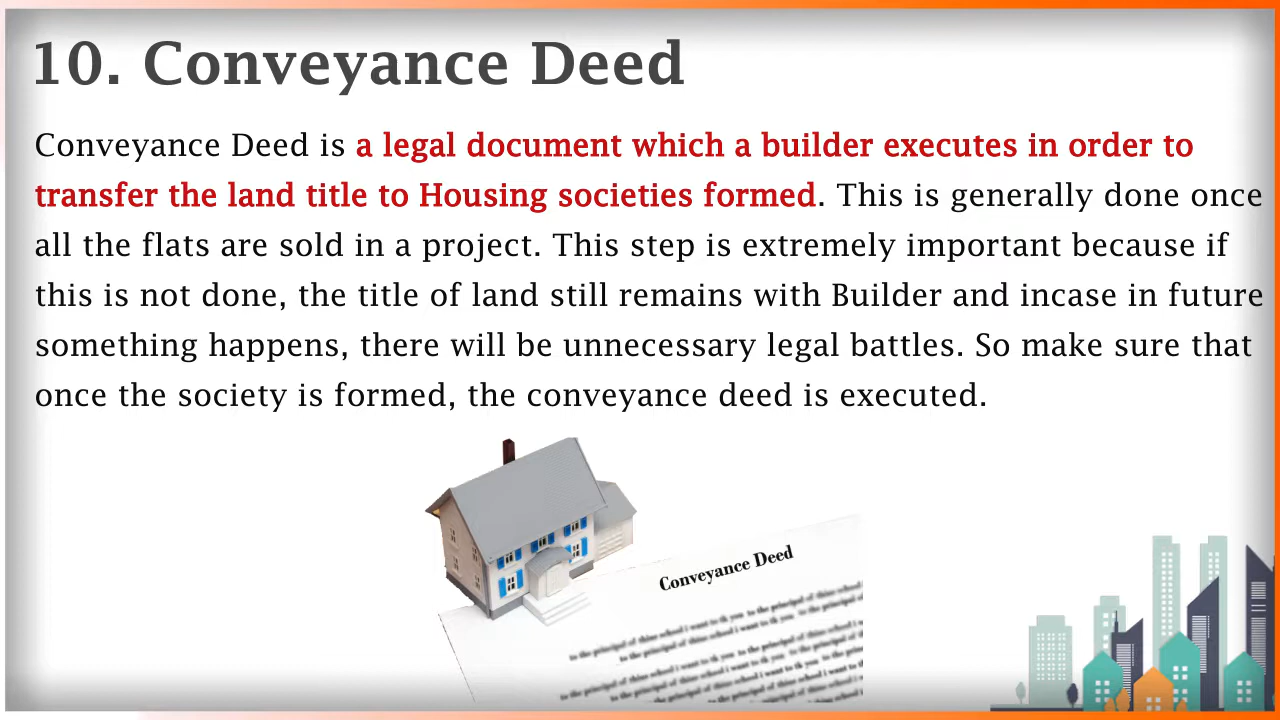 10. Conveyance Deed
Conveyance Deed is a legal document which a builder executes in order to
transfer the land title to Housing societies formed. This is generally done once
all the flats are sold in a project. This step is extremely important because if
this is not done, the title of land still remains with Builder and incase in future
something happens, there will be unnecessary legal battles. So make sure that
once the society is formed, the conveyance deed is executed.
Conveyance Deed